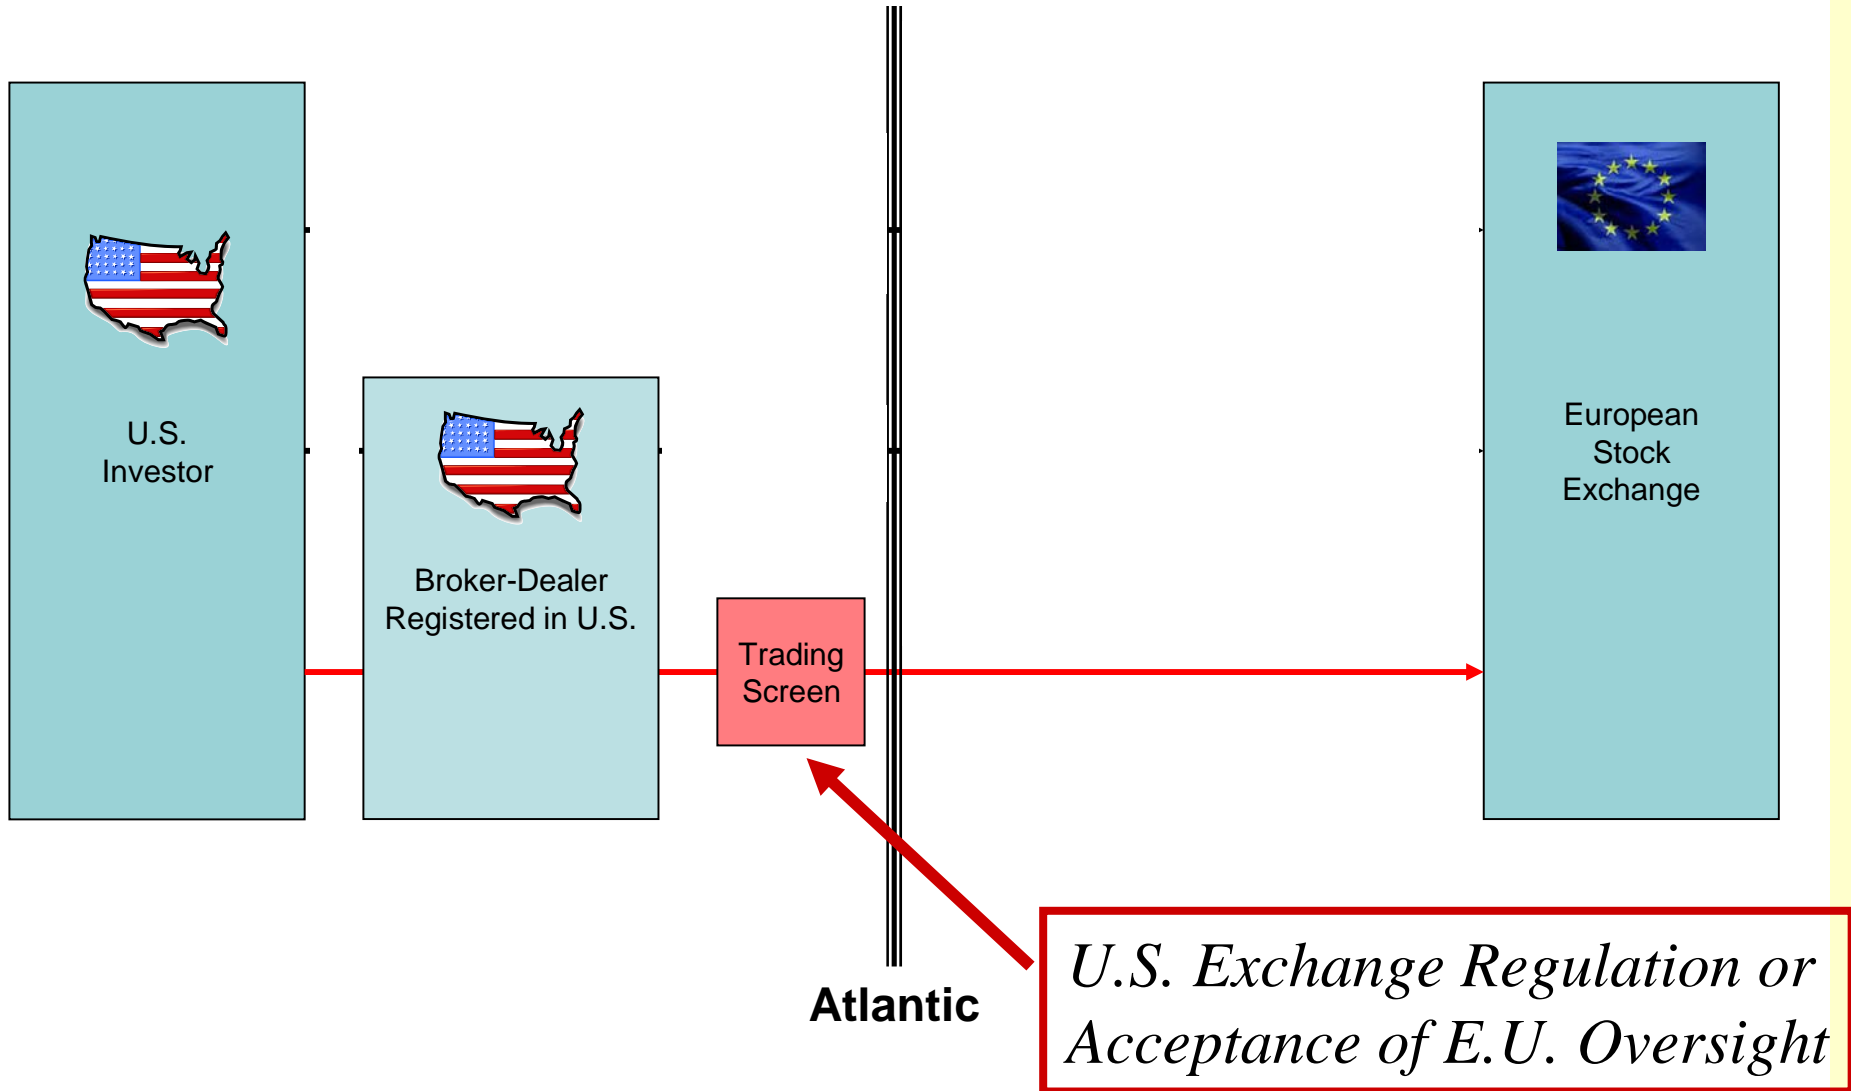 U.S.
Investor
Broker-Dealer
Registered in U.S.
Trading
Screen
European
Stock
Exchange
Atlantic
U.S. Exchange Regulation or
Acceptance of E.U. Oversight